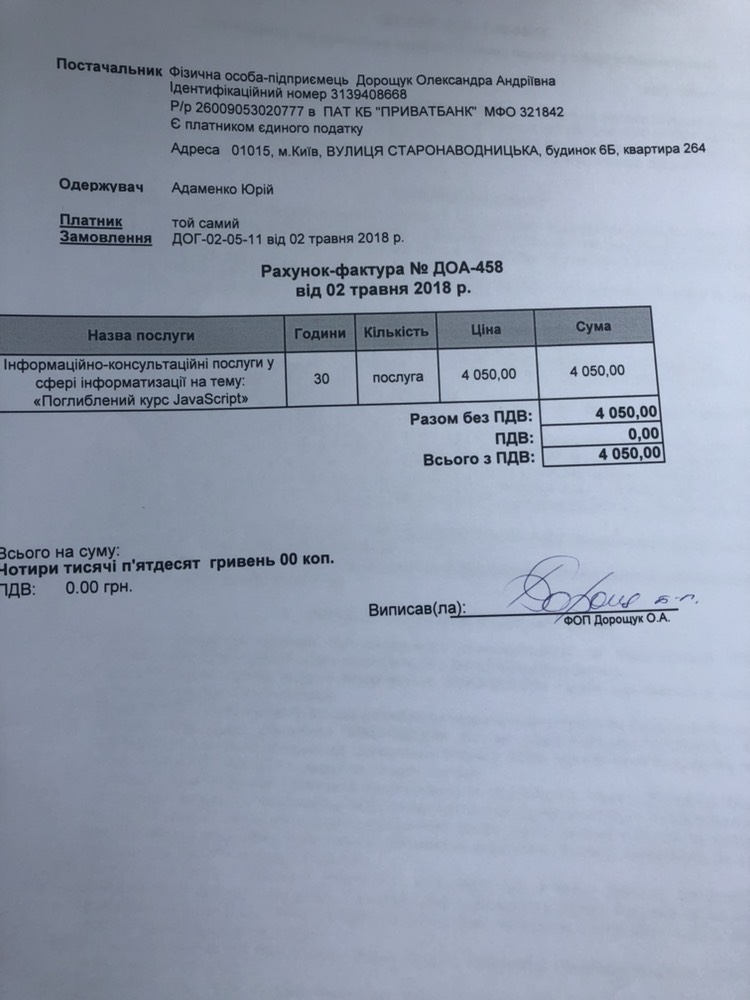 Постачальник Фізична особа-підприємець Дорощук Олександра Андріївна
Ідентифікаційний номер 3139408668
Р/р 26009053020777 в ПАТ КБ "ПРИВАТБАНК" МФО 321842
Є платником єдиного податку
Адреса 01015, м.Київ, ВУЛИЦЯ СТАРОНАВОДНИЦЬКА, будинок 6Б, квартира 264
Одержувач Адаменко Юрій
Платник той самий
Замовлення ДОГ-02-05-11 від 02 травня 2018 р.
Рахунок-фактура № ДОА-458
від 02 травня 2018 р.
Назва послуги Години Кількість Ціна Сума
Інформаційно-консультаційні послуги у
сфері інформатизації на тему:
«Поглиблений курс JavaScript»
30 послуга 4 050,00 4 050,00
Разом без ПДВ: 4 050,00
ПДВ: 0,00
Всього з ПДВ: 4 050,00
Всього на суму:
Чотири тисячі п'ятдесят гривень 00 коп.
ПДВ: 0.00 грн.
Виписав(ла):
ФОП Дорощук О.А.